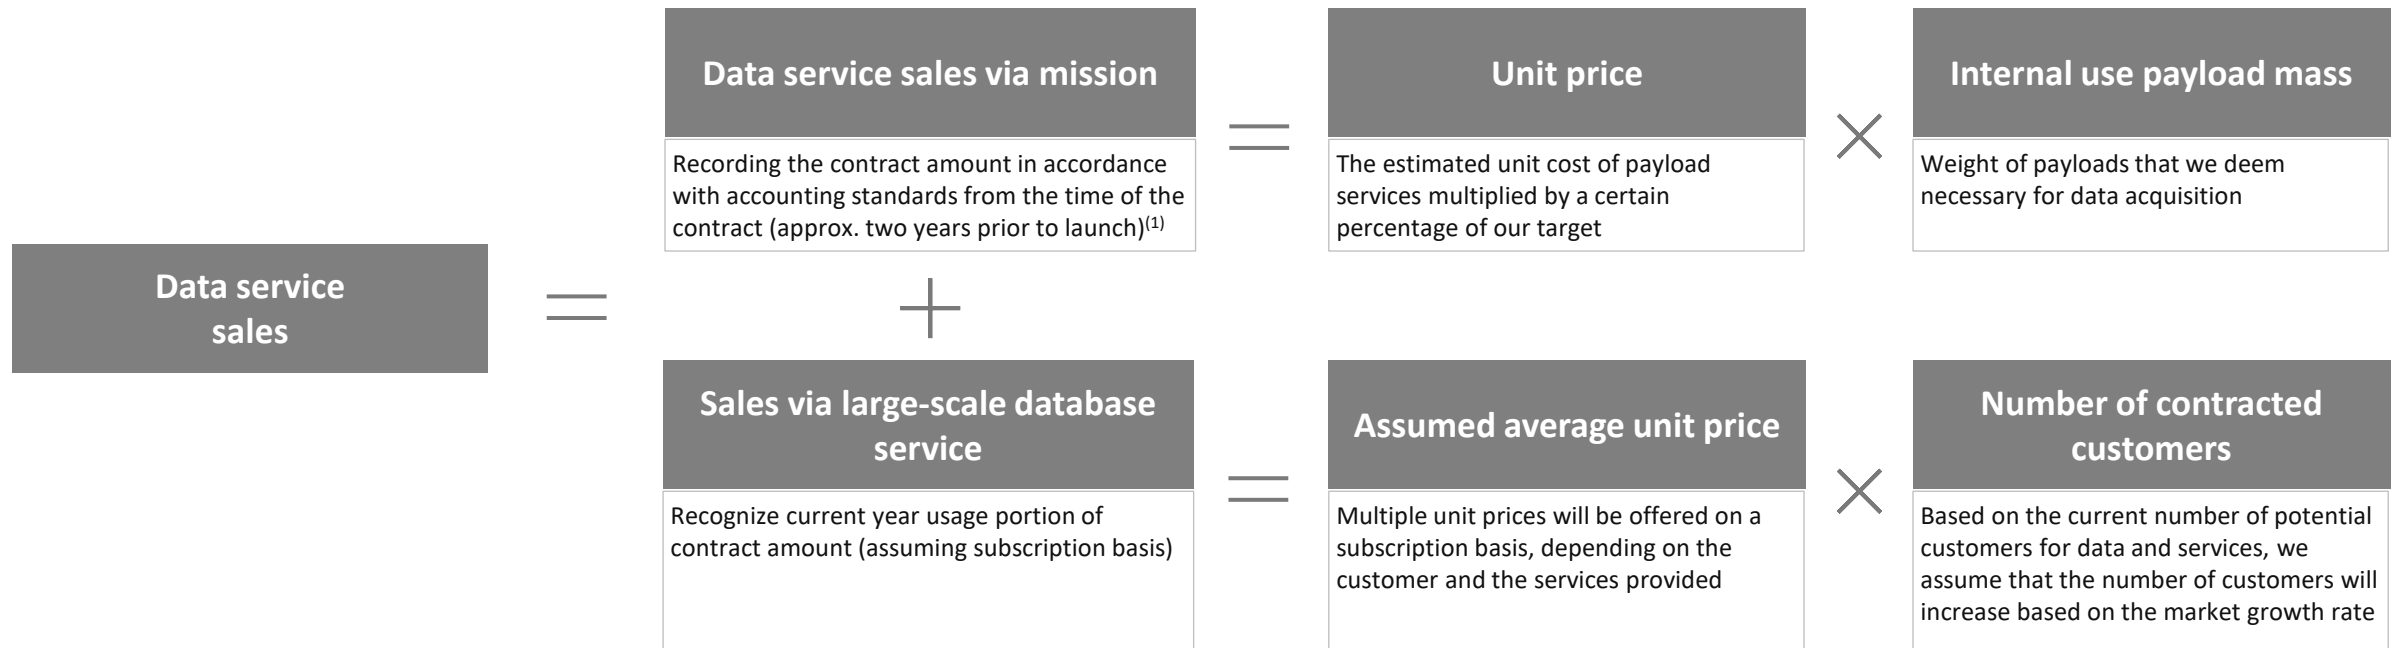 Data service sales via mission
Unit price
Internal use payload mass
Recording the contract amount in accordance
with accounting standards from the time of the
contract (approx. two years prior to launch)(1)
The estimated unit cost of payload
services multiplied by a certain
percentage of our target
Weight of payloads that we deem
necessary for data acquisition
Data service
sales
Sales via large-scale database
service
Assumed average unit price
Number of contracted
customers
Recognize current year usage portion of
contract amount (assuming subscription basis)
Multiple unit prices will be offered on a
subscription basis, depending on the
customer and the services provided
Based on the current number of potential
customers for data and services, we
assume that the number of customers will
increase based on the market growth rate